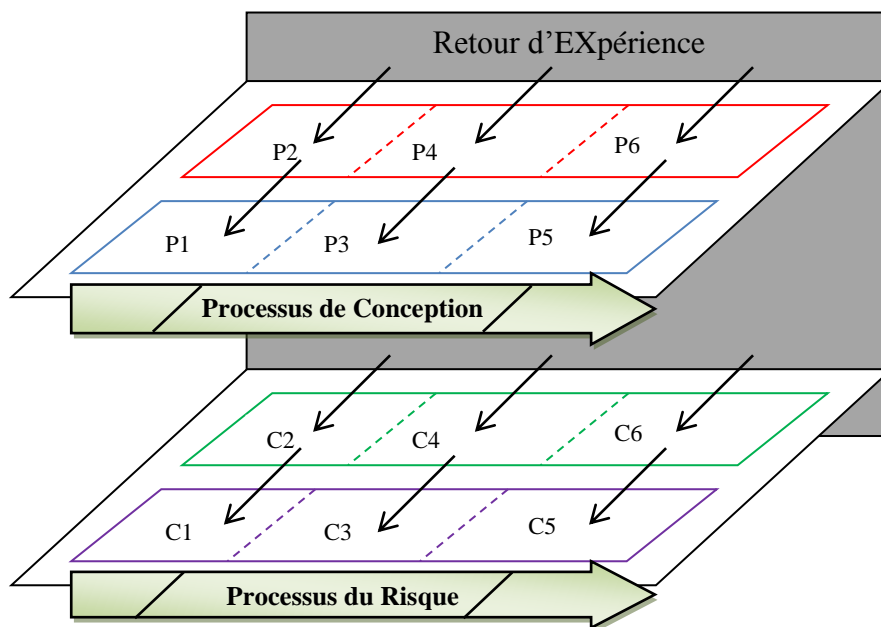 Retour d'EXpérience
P2 P4 P6
P1 P3 P5
Processus de Conception
C2 C4 C6
C1 C3 C5
Processus du Risque